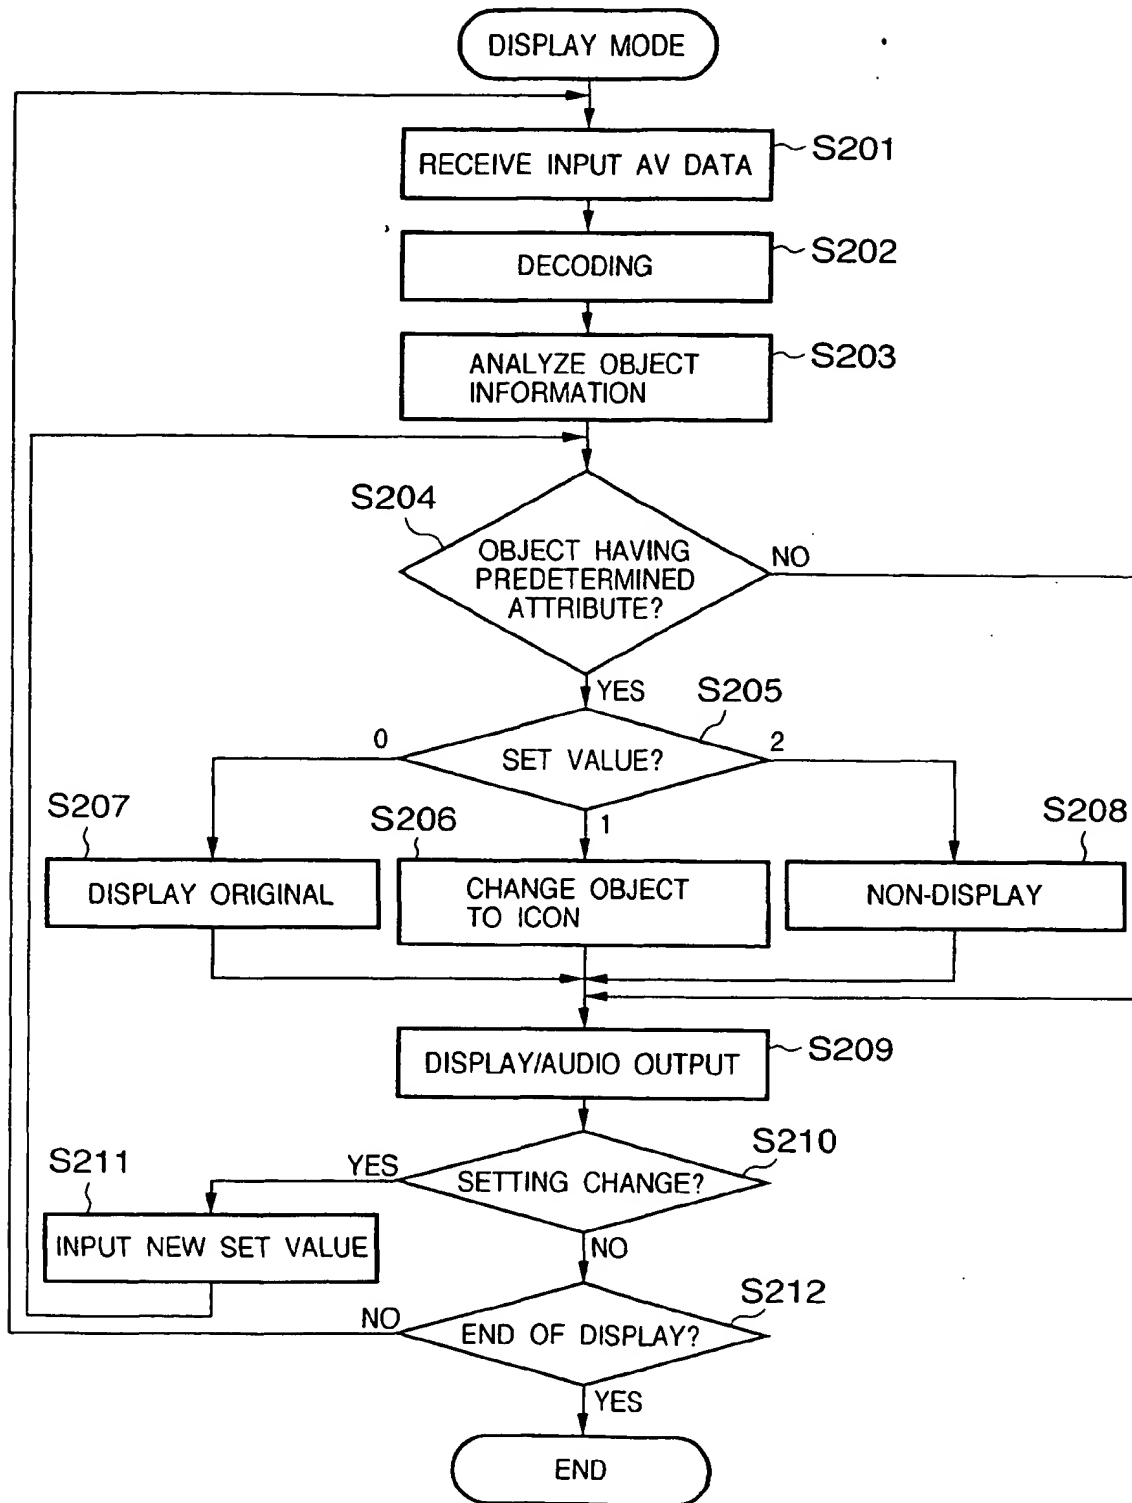 DISPLAY MODE
S201
RECEIVE INPUT AV DATA
S202
DECODING
S203
ANALYZE OBJECT
INFORMATION
S204
OBJECT HAVING
PREDETERMINED
ATTRIBUTE?
NO
YES
S205
0
SET VALUE?
2
1
S207
DISPLAY ORIGINAL
S206
CHANGE OBJECT
TO ICON
S208
NON-DISPLAY
DISPLAY/AUDIO OUTPUT
S209
S210
YES
SETTING CHANGE?
NO
S211
INPUT NEW SET VALUE
S212
NO
END OF DISPLAY?
YES
END